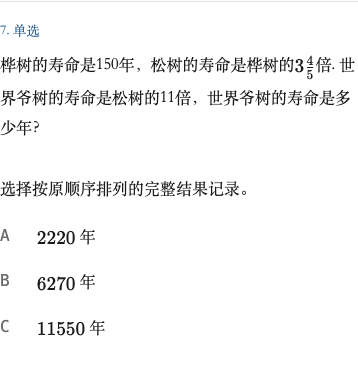 7. 单选
桦树的寿命是150年，松树的寿命是桦树的3 4/5 倍. 世
界爷树的寿命是松树的11倍，世界爷树的寿命是多
少年?
选择按原顺序排列的完整结果记录。
A 2220 年
B 6270 年
C 11550 年